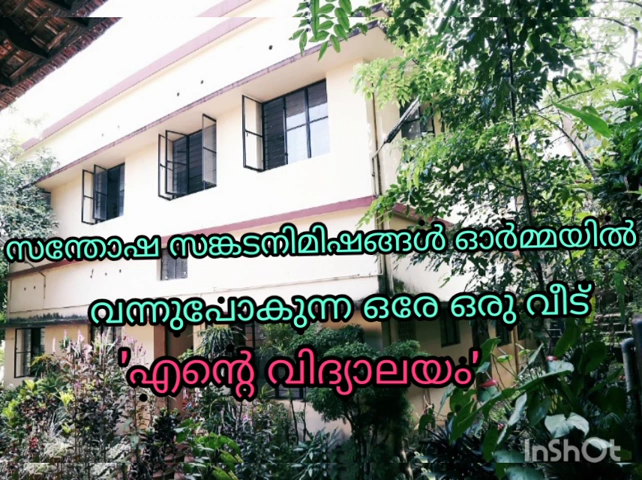 സന്തോഷ സങ്കടനിമിഷങ്ങൾ ഓർമ്മയിൽ
വന്നുപോകുന്ന ഒരേ ഒരു വീട്
'എന്റെ വിദ്യാലയം'
InShOt